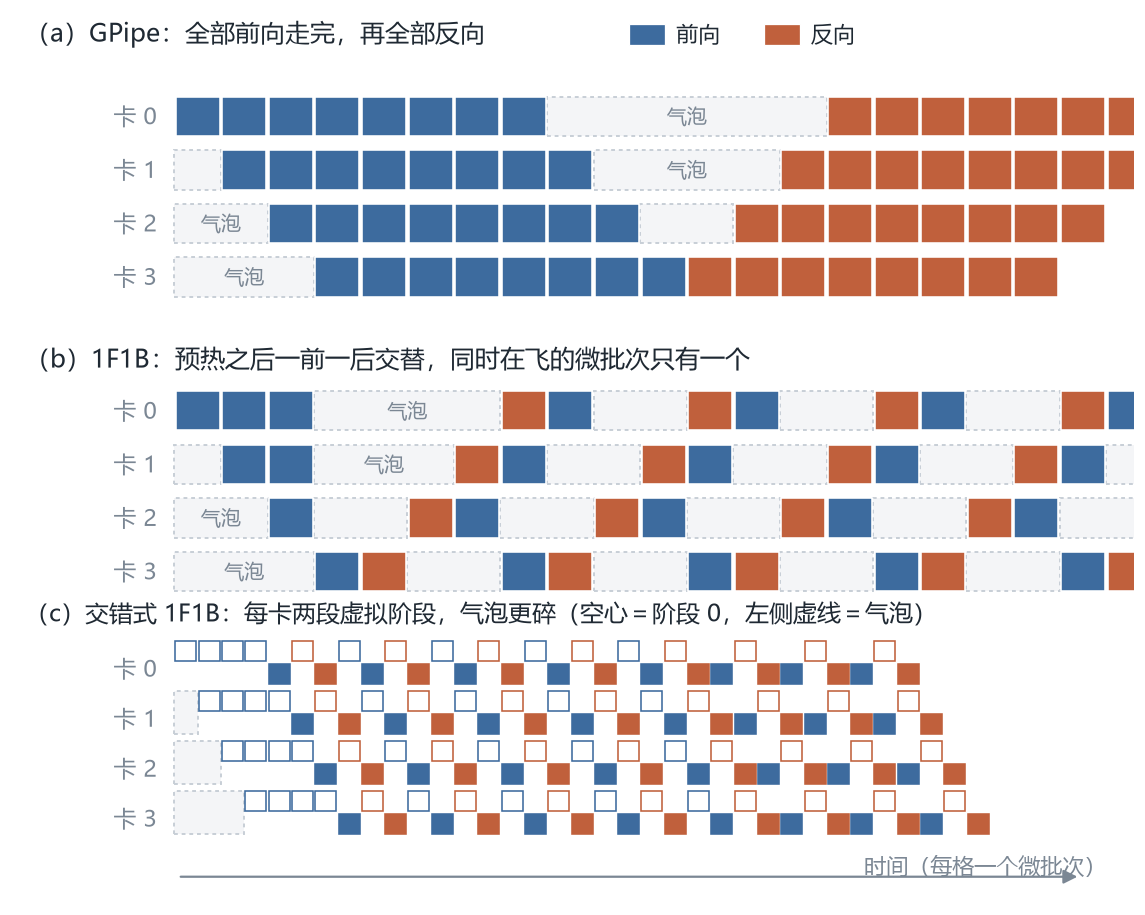 （a）GPipe：全部前向走完，再全部反向
前向
反向
卡 0
气泡
卡 1
气泡
卡 2
气泡
卡 3
气泡
（b）1F1B：预热之后一前一后交替，同时在飞的微批次只有一个
卡 0
气泡
卡 1
气泡
卡 2
气泡
卡 3
气泡
（c）交错式 1F1B：每卡两段虚拟阶段，气泡更碎（空心＝阶段 0，左侧虚线＝气泡）
卡 0
卡 1
卡 2
卡 3
时间（每格一个微批次）